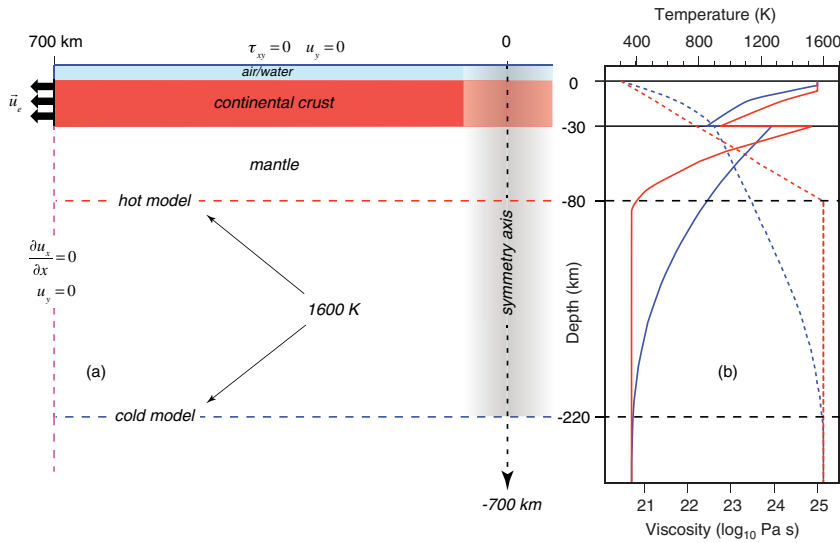 700 km
τxy=0 uy=0
0
air/water
u⃗e
continental crust
mantle
hot model
∂ux/∂x=0
uy=0
symmetry axis
1600 K
(a)
cold model
-700 km
Temperature (K)
400 800 1200 1600
0
-30
-80
Depth (km)
(b)
-220
21 22 23 24 25
Viscosity (log10 Pa s)